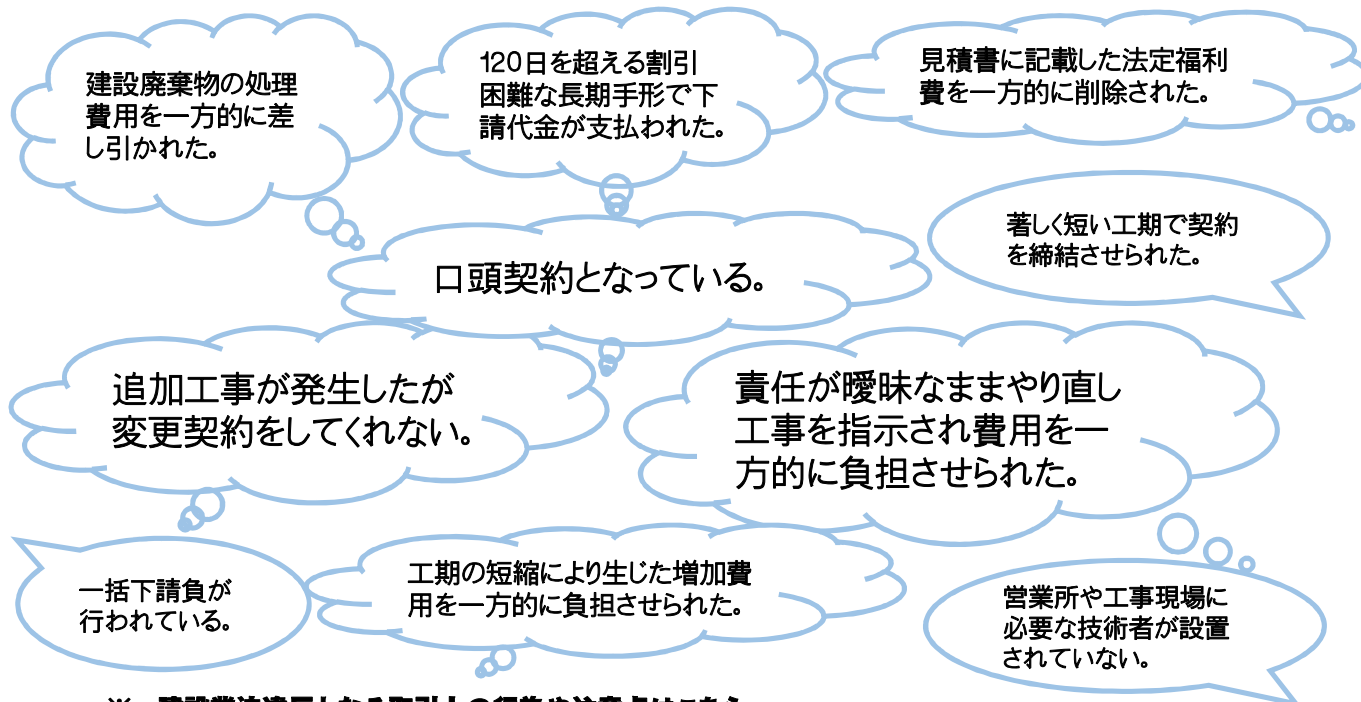 建設廃棄物の処理
費用を一方的に差
し引かれた。
120日を超える割引
困難な長期手形で下
請代金が支払われた。
見積書に記載した法定福利
費を一方的に削除された。
著しく短い工期で契約
を締結させられた。
口頭契約となっている。
追加工事が発生したが
変更契約をしてくれない。
責任が曖昧なままやり直し
工事を指示され費用を一
方的に負担させられた。
一括下請負が
行われている。
工期の短縮により生じた増加費
用を一方的に負担させられた。
営業所や工事現場に
必要な技術者が設置
されていない。